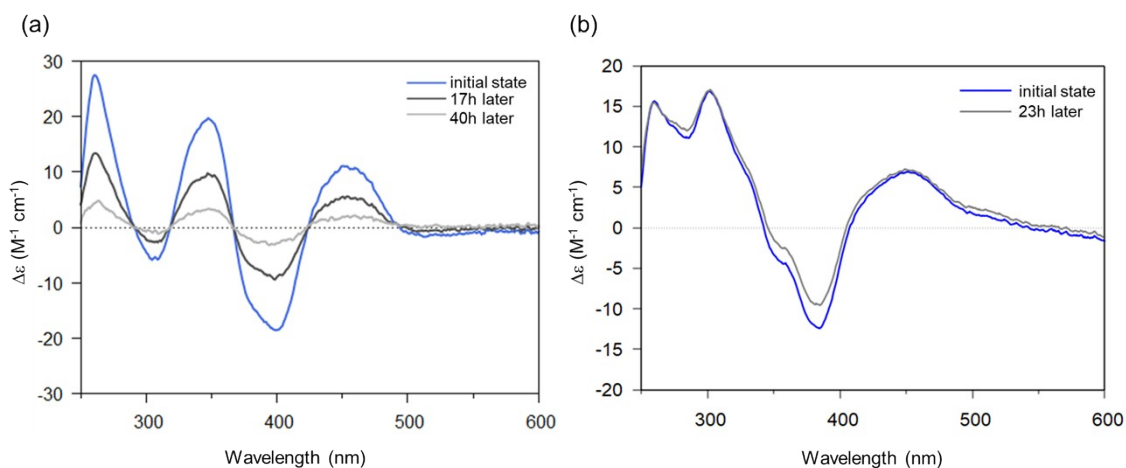 (a)
30
20
10
0
-10
-20
-30
Δε (M⁻¹ cm⁻¹)
initial state
17h later
40h later
300
400
500
600
Wavelength (nm)
(b)
20
15
10
5
0
-5
-10
-15
-20
Δε (M⁻¹ cm⁻¹)
initial state
23h later
300
400
500
600
Wavelength (nm)